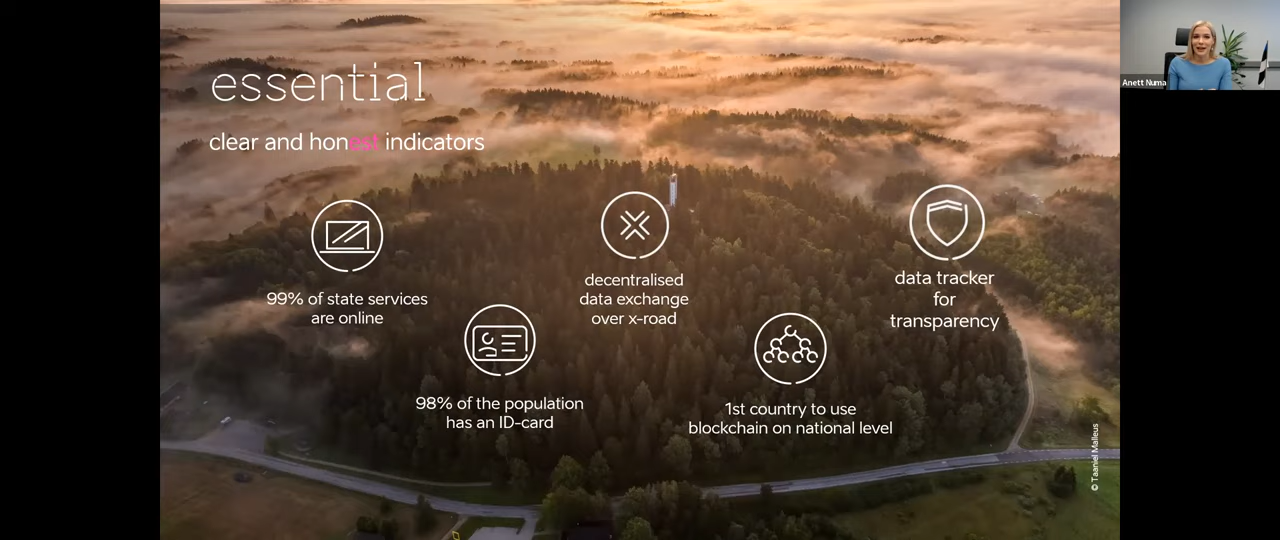 essential
clear and honest indicators
99% of state services
are online
98% of the population
has an ID-card
decentralised
data exchange
over x-road
1st country to use
blockchain on national level
data tracker
for
transparency
© Taaniel Malleus
Anett Numa